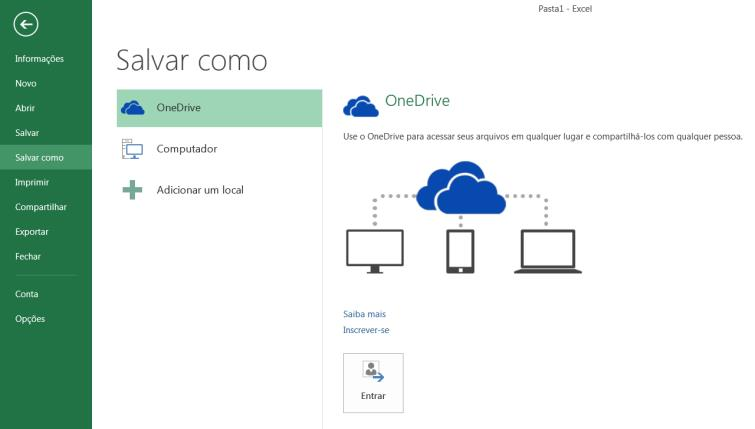 Pasta1 - Excel
Informações
Novo
Abrir
Salvar
Salvar como
Imprimir
Compartilhar
Exportar
Fechar
Conta
Opções
Salvar como
OneDrive
Computador
Adicionar um local
OneDrive
Use o OneDrive para acessar seus arquivos em qualquer lugar e compartilhá-los com qualquer pessoa.
Saiba mais
Inscrever-se
Entrar